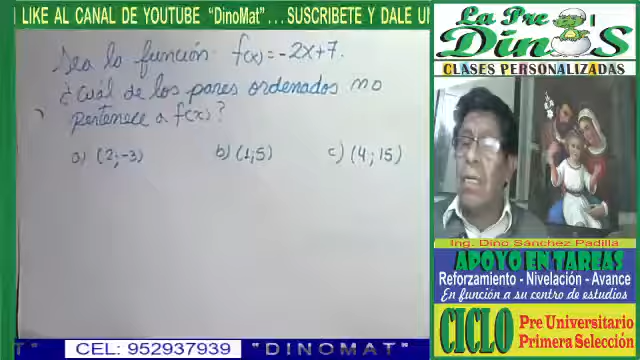 I LIKE AL CANAL DE YOUTUBE "DinoMat"... SUSCRIBETE Y DALE UN
Sea la función f(x) = -2x+7.
¿Cuál de los pares ordenados no
pertenece a f(x)?
a) (2;-3) b) (1;5) c) (4;15)
T" CEL: 952937939 "DINOMAT"
La Pre
DinoS
CLASES PERSONALIZADAS
Ing. Dino Sánchez Padilla
APOYO EN TAREAS
Reforzamiento - Nivelación - Avance
En función a su centro de estudios
CICLO Pre Universitario
Primera Selección